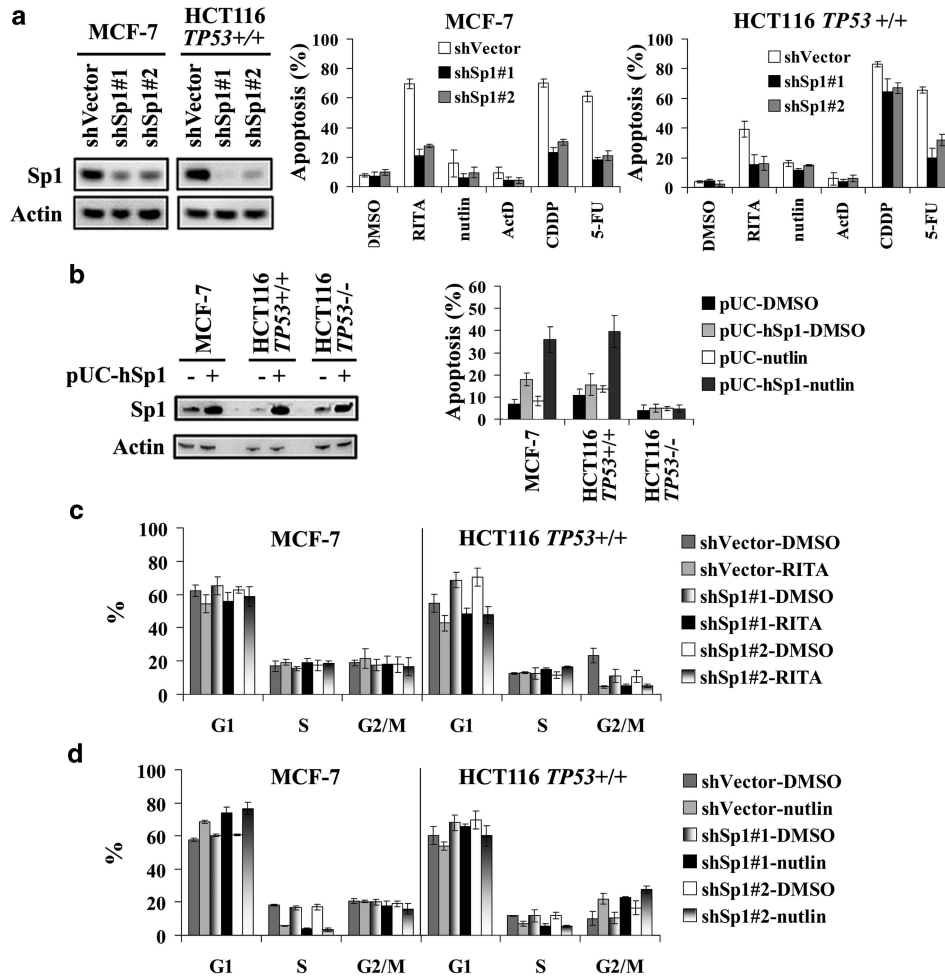 a
MCF-7
HCT116
TP53+/+
shVector
shSp1#1
shSp1#2
shVector
shSp1#1
shSp1#2
Sp1
Actin
MCF-7
Apoptosis (%)
100
80
60
40
20
0
shVector
shSp1#1
shSp1#2
DMSO
RITA
nutlin
ActD
CDDP
5-FU
HCT116 TP53 +/+
Apoptosis (%)
100
80
60
40
20
0
shVector
shSp1#1
shSp1#2
DMSO
RITA
nutlin
ActD
CDDP
5-FU
b
MCF-7
HCT116
TP53+/+
HCT116
TP53-/-
pUC-hSp1
- + - + - +
Sp1
Actin
Apoptosis (%)
60
50
40
30
20
10
0
MCF-7
HCT116
TP53+/+
HCT116
TP53-/-
pUC-DMSO
pUC-hSp1-DMSO
pUC-nutlin
pUC-hSp1-nutlin
c
MCF-7
HCT116 TP53+/+
%
100
80
60
40
20
0
G1 S G2/M G1 S G2/M
shVector-DMSO
shVector-RITA
shSp1#1-DMSO
shSp1#1-RITA
shSp1#2-DMSO
shSp1#2-RITA
d
MCF-7
HCT116 TP53+/+
%
100
80
60
40
20
0
G1 S G2/M G1 S G2/M
shVector-DMSO
shVector-nutlin
shSp1#1-DMSO
shSp1#1-nutlin
shSp1#2-DMSO
shSp1#2-nutlin